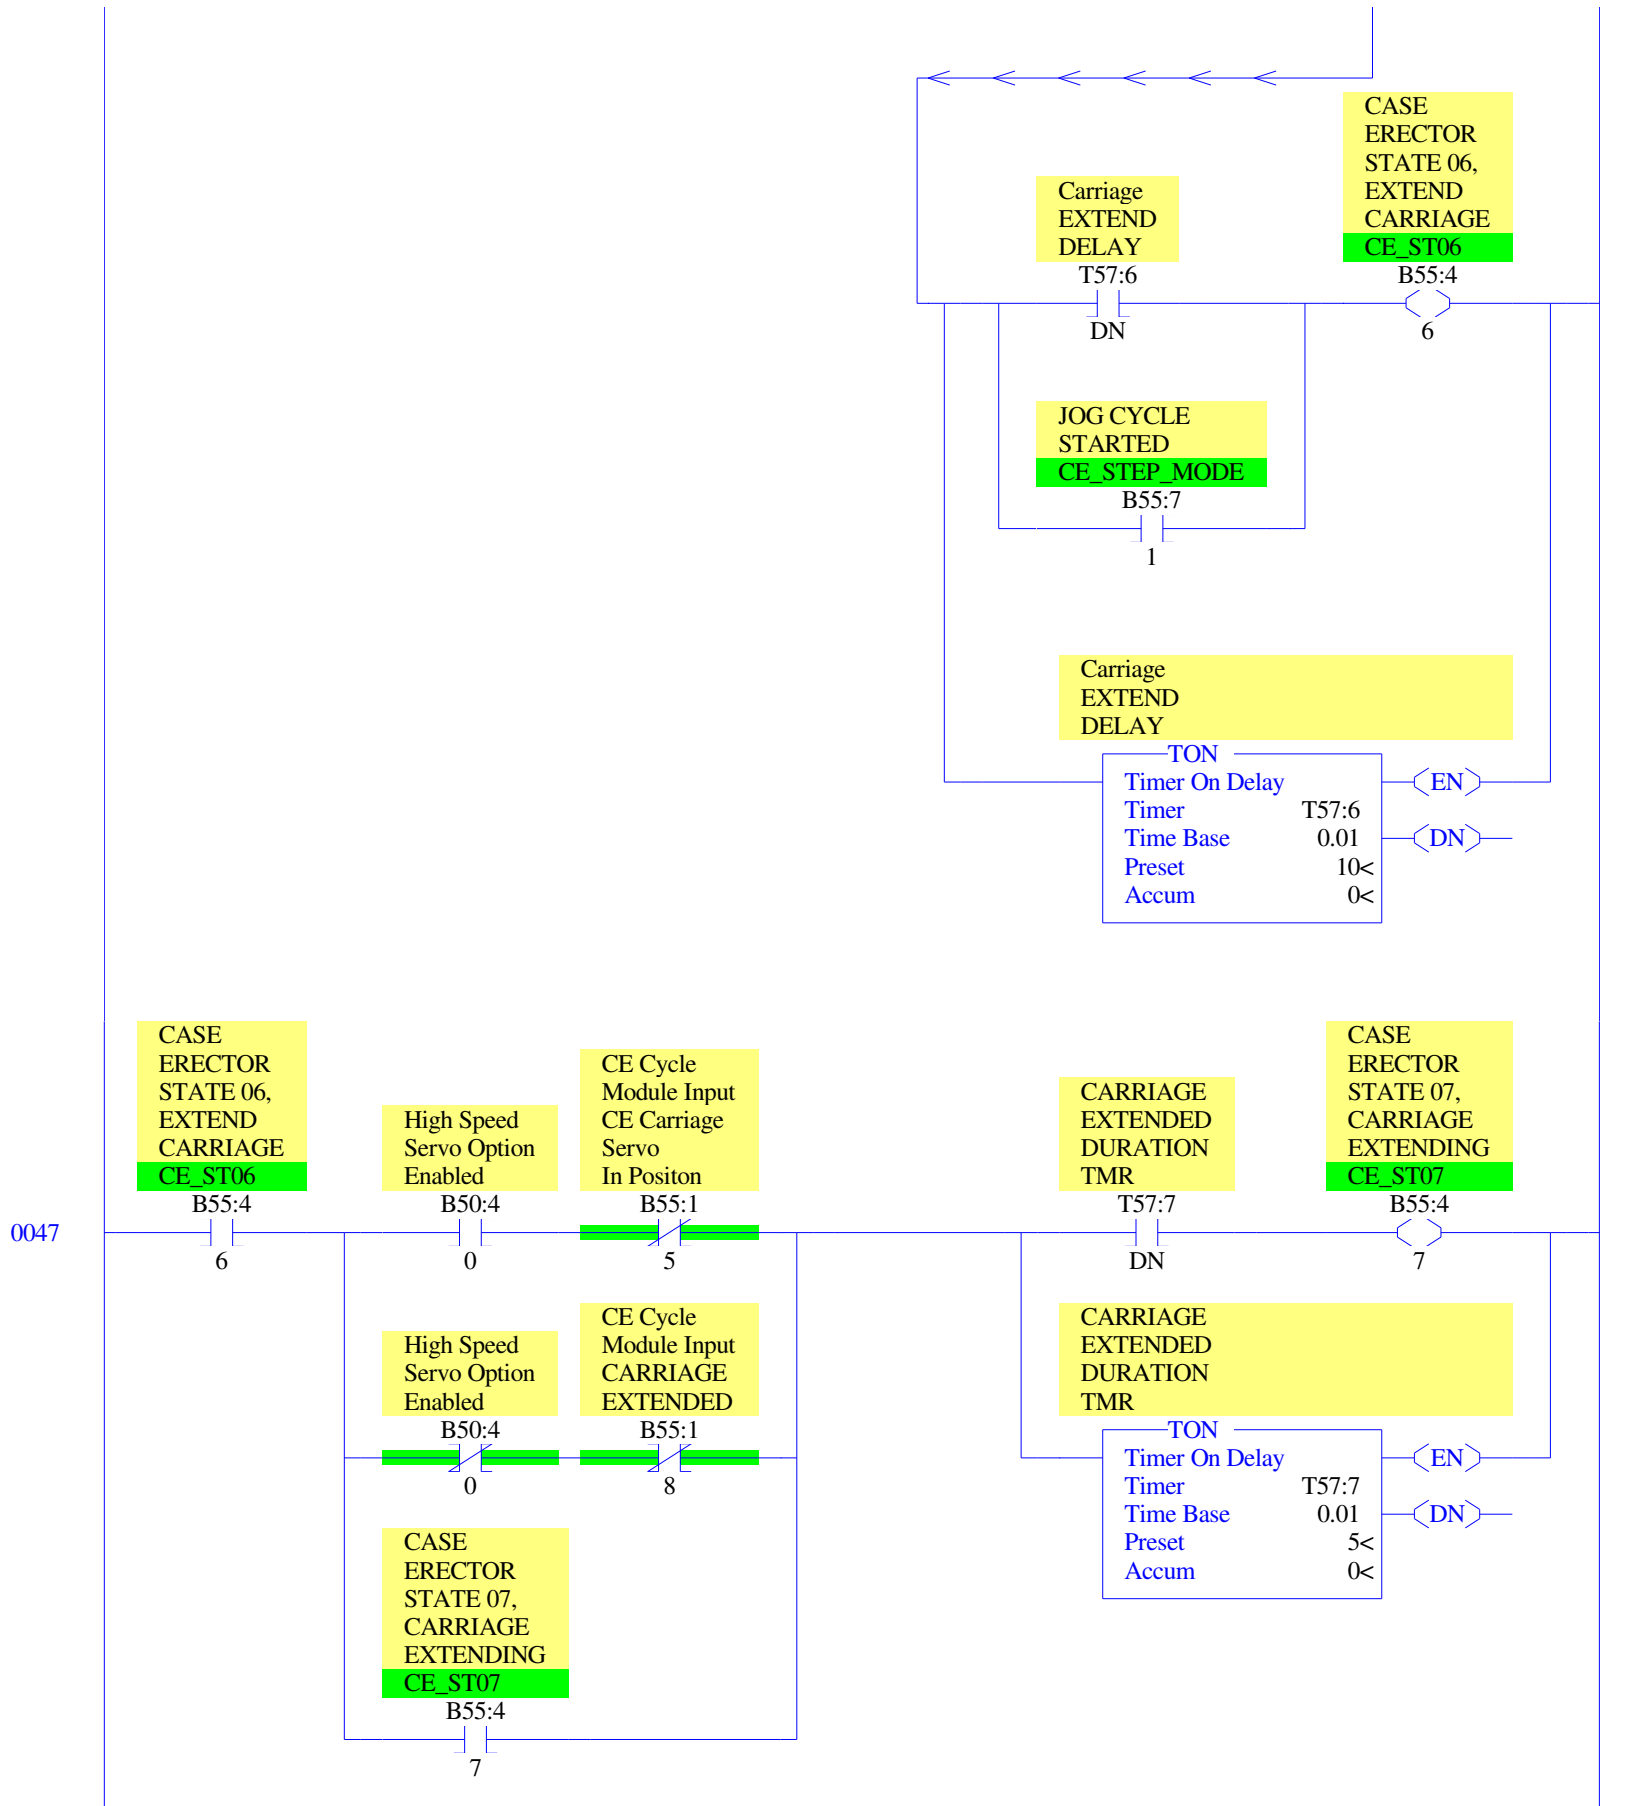 CASE
ERECTOR
STATE 06,
EXTEND
CARRIAGE
CE_ST06
B55:4
6
Carriage
EXTEND
DELAY
T57:6
DN
JOG CYCLE
STARTED
CE_STEP_MODE
B55:7
1
Carriage
EXTEND
DELAY
TON
Timer On Delay
Timer T57:6
Time Base 0.01
Preset 10<
Accum 0<
EN
DN
0047
CASE
ERECTOR
STATE 06,
EXTEND
CARRIAGE
CE_ST06
B55:4
6
High Speed
Servo Option
Enabled
B50:4
0
CE Cycle
Module Input
CE Carriage
Servo
In Positon
B55:1
5
CARRIAGE
EXTENDED
DURATION
TMR
T57:7
DN
CASE
ERECTOR
STATE 07,
CARRIAGE
EXTENDING
CE_ST07
B55:4
7
High Speed
Servo Option
Enabled
B50:4
0
CE Cycle
Module Input
CARRIAGE
EXTENDED
B55:1
8
CARRIAGE
EXTENDED
DURATION
TMR
TON
Timer On Delay
Timer T57:7
Time Base 0.01
Preset 5<
Accum 0<
EN
DN
CASE
ERECTOR
STATE 07,
CARRIAGE
EXTENDING
CE_ST07
B55:4
7